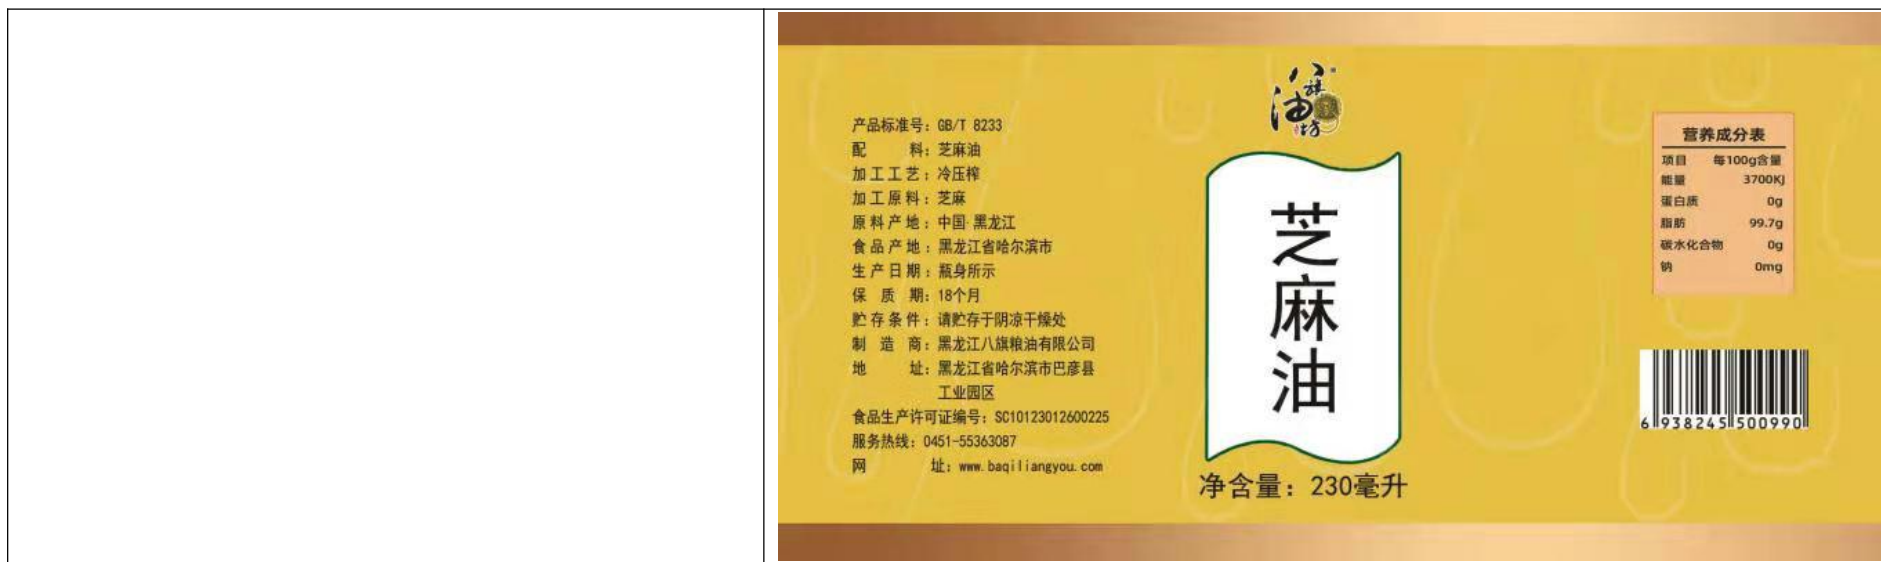 产品标准号：GB/T 8233
配料：芝麻油
加工工艺：冷压榨
加工原料：芝麻
原料产地：中国·黑龙江
食品产地：黑龙江省哈尔滨市
生产日期：瓶身所示
保质期：18个月
贮存条件：请贮存于阴凉干燥处
制造商：黑龙江八旗粮油有限公司
地址：黑龙江省哈尔滨市巴彦县
工业园区
食品生产许可证编号：SC10123012600225
服务热线：0451-55363087
网址：www.baqiliangyou.com
八旗油坊
芝麻油
净含量：230毫升
营养成分表
项目 每100g含量
能量 3700KJ
蛋白质 0g
脂肪 99.7g
碳水化合物 0g
钠 0mg
6 938245 500990